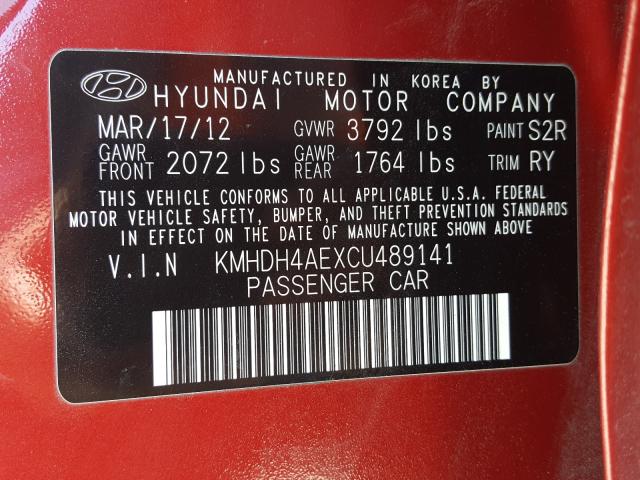 MANUFACTURED IN KOREA BY
HYUNDAI MOTOR COMPANY
MAR/17/12 GVWR 3792 lbs PAINT S2R
GAWR FRONT 2072 lbs GAWR REAR 1764 lbs TRIM RY
THIS VEHICLE CONFORMS TO ALL APPLICABLE U.S.A. FEDERAL
MOTOR VEHICLE SAFETY, BUMPER, AND THEFT PREVENTION STANDARDS
IN EFFECT ON THE DATE OF MANUFACTURE SHOWN ABOVE
V.I.N KMHDH4AEXCU489141
PASSENGER CAR